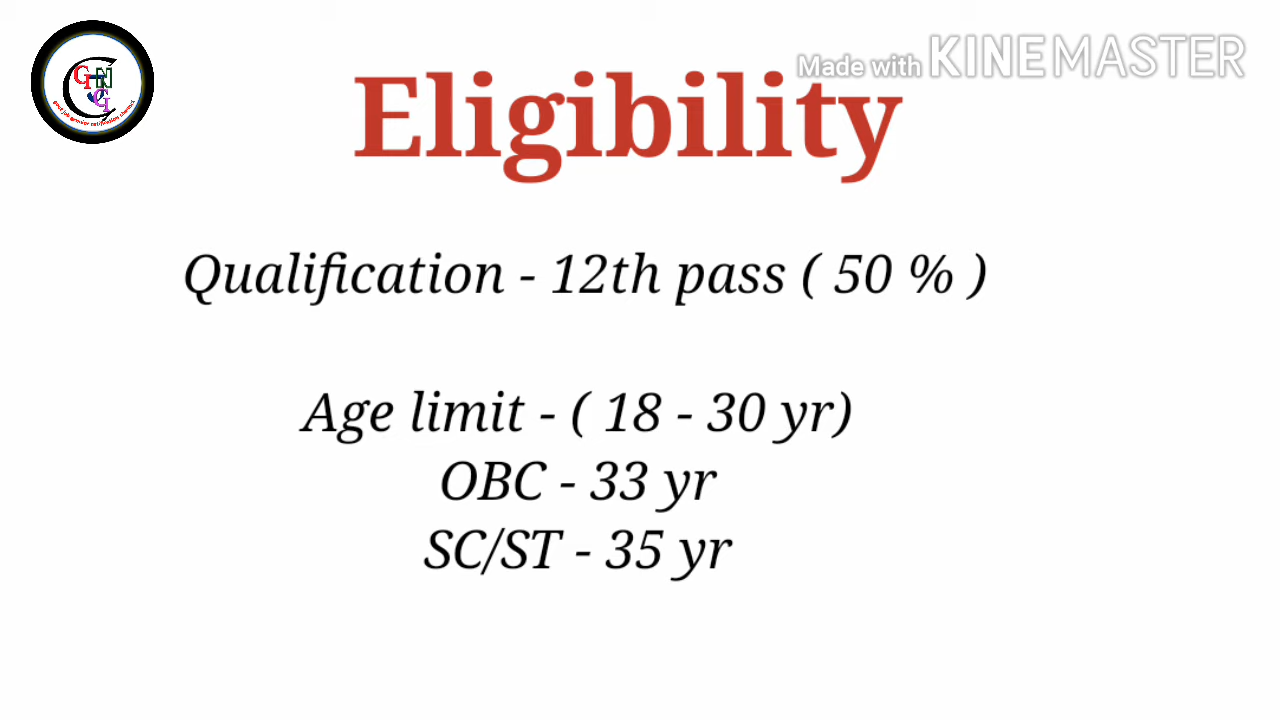 Made with KINEMASTER
Eligibility
Qualification - 12th pass ( 50 % )
Age limit - ( 18 - 30 yr)
OBC - 33 yr
SC/ST - 35 yr